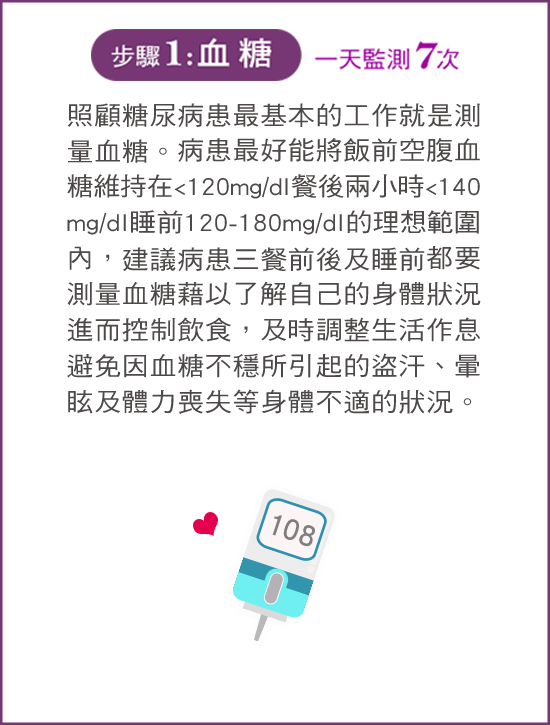 步驟1:血糖 一天監測7次
照顧糖尿病患最基本的工作就是測
量血糖。病患最好能將飯前空腹血
糖維持在<120mg/dl餐後兩小時<140
mg/dl睡前120-180mg/dl的理想範圍
內，建議病患三餐前後及睡前都要
測量血糖藉以了解自己的身體狀況
進而控制飲食，及時調整生活作息
避免因血糖不穩所引起的盜汗、暈
眩及體力喪失等身體不適的狀況。
108